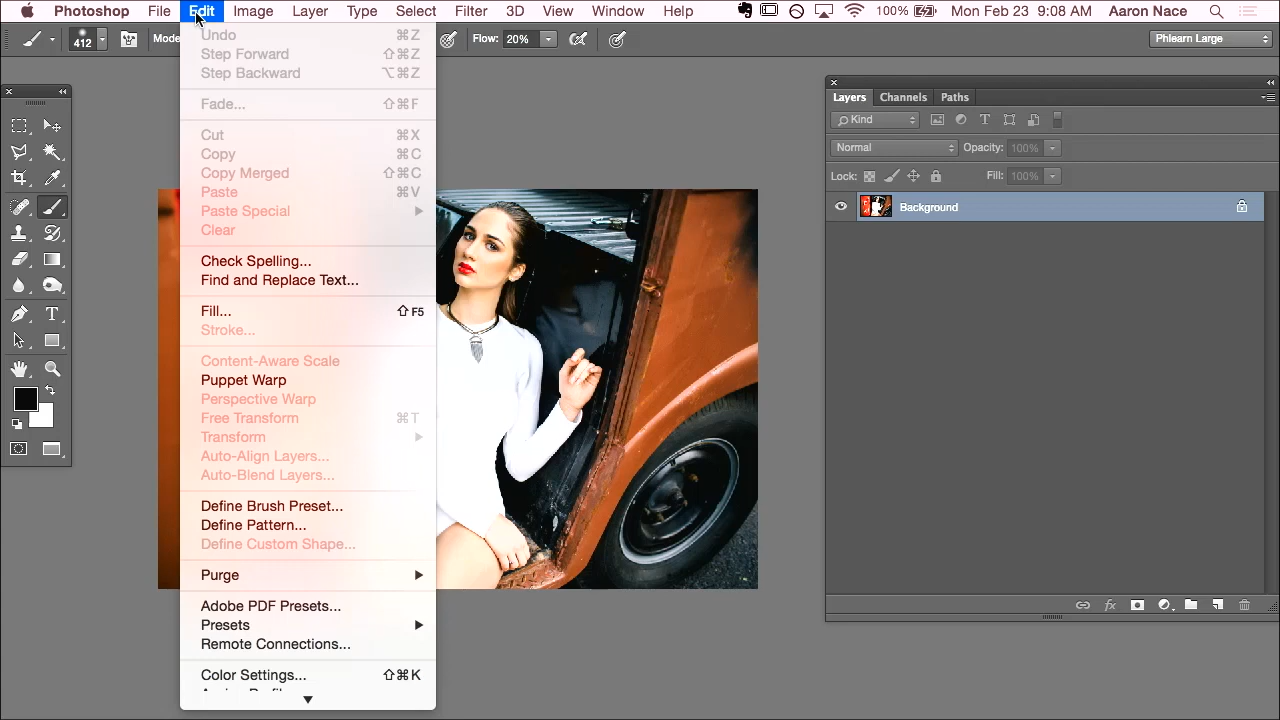 Photoshop File Edit Image Layer Type Select Filter 3D View Window Help Mon Feb 23 9:08 AM Aaron Nace
412 Mode Flow: 20% Phlearn Large
Undo ⌘Z
Step Forward ⇧⌘Z
Step Backward ⌥⌘Z
Fade... ⇧⌘F
Cut ⌘X
Copy ⌘C
Copy Merged ⇧⌘C
Paste ⌘V
Paste Special
Clear
Check Spelling...
Find and Replace Text...
Fill... ⇧F5
Stroke...
Content-Aware Scale
Puppet Warp
Perspective Warp
Free Transform ⌘T
Transform
Auto-Align Layers...
Auto-Blend Layers...
Define Brush Preset...
Define Pattern...
Define Custom Shape...
Purge
Adobe PDF Presets...
Presets
Remote Connections...
Color Settings... ⇧⌘K
Layers Channels Paths
Kind
Normal Opacity: 100%
Lock: Fill: 100%
Background